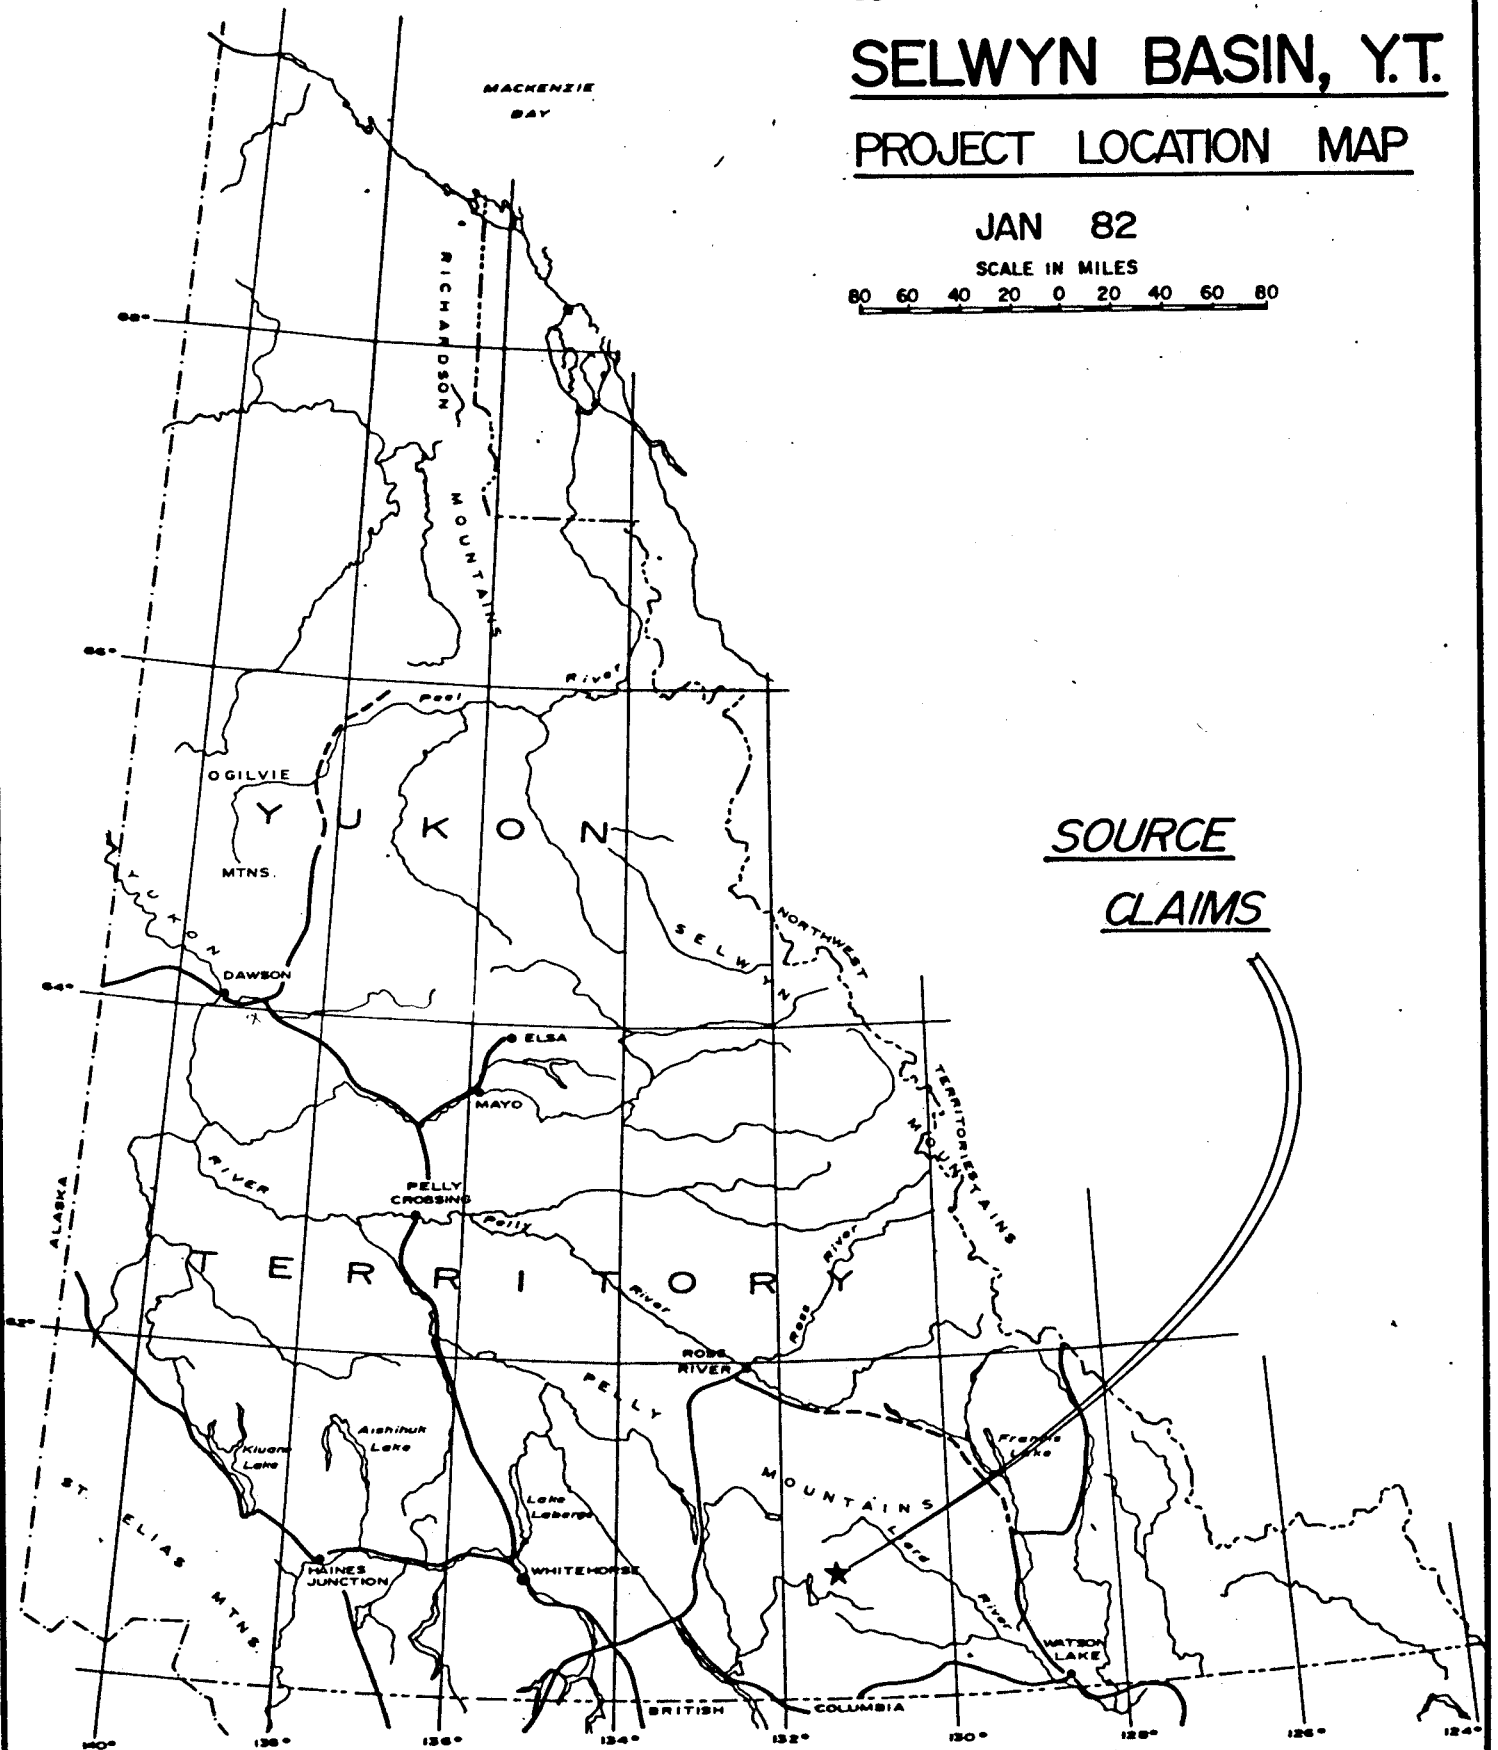 SELWYN BASIN, Y.T.
PROJECT LOCATION MAP
JAN 82
SCALE IN MILES
80 60 40 20 0 20 40 60 80
MACKENZIE
BAY
RICHARDSON
MOUNTAINS
68°
66°
Peel River
OGILVIE
MTNS.
YUKON
SOURCE
CLAIMS
YUKON
SELWYN
NORTHWEST
DAWSON
64°
ELSA
MAYO
TERRITORIES
MOUNTAINS
RIVER
PELLY
CROSSING
Pelly
River
ALASKA
TERRITORY
Ross River
62°
ROSS
RIVER
PELLY
Aishihuk
Lake
Kluane
Lake
Francis
Lake
MOUNTAINS
ST. ELIAS MTNS
Lake
Laberge
Liard
River
HAINES
JUNCTION
WHITEHORSE
WATSON
LAKE
BRITISH
COLUMBIA
140°
138°
136°
134°
132°
130°
128°
126°
124°